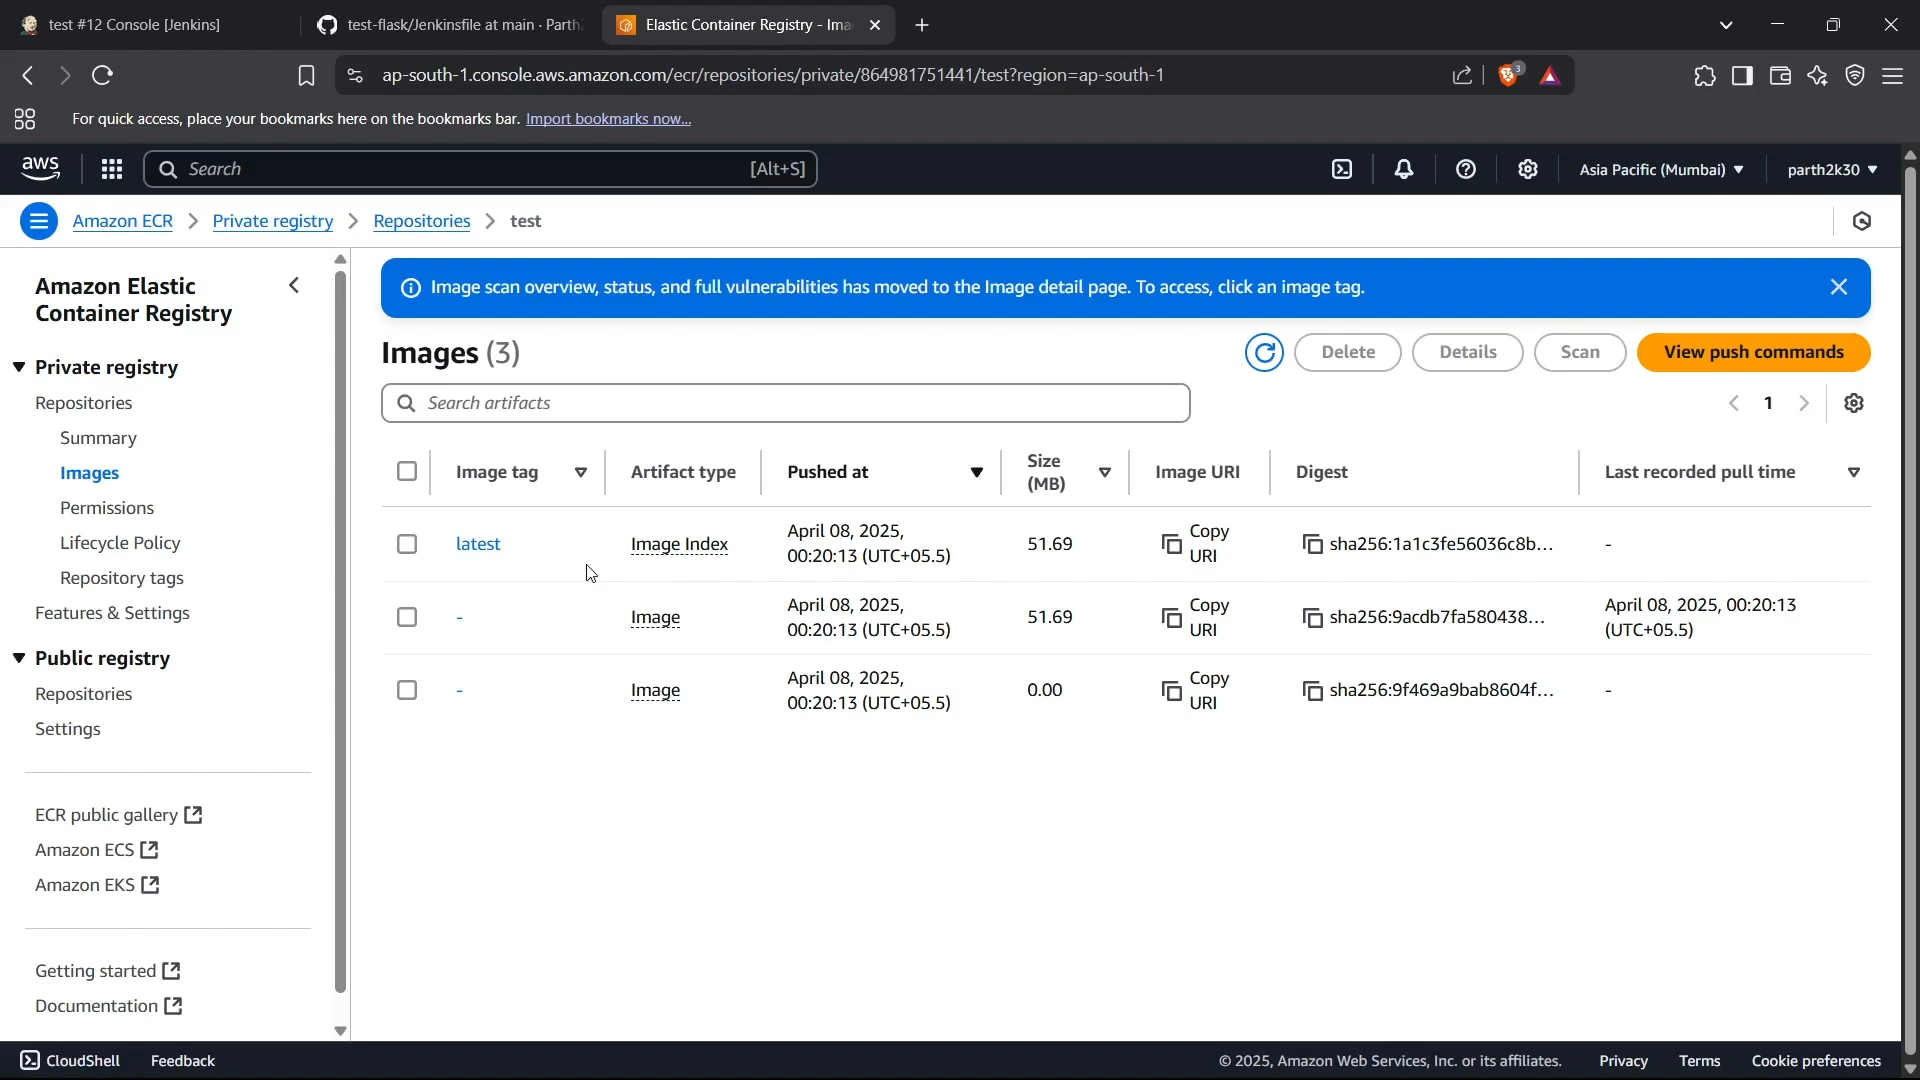 test #12 Console [Jenkins]
test-flask/Jenkinsfile at main · Parth
Elastic Container Registry - Ima
ap-south-1.console.aws.amazon.com/ecr/repositories/private/864981751441/test?region=ap-south-1
3
For quick access, place your bookmarks here on the bookmarks bar. Import bookmarks now...
aws
Search
[Alt+S]
Asia Pacific (Mumbai)
parth2k30
Amazon ECR
Private registry
Repositories
test
Amazon Elastic
Container Registry
Private registry
Repositories
Summary
Images
Permissions
Lifecycle Policy
Repository tags
Features & Settings
Public registry
Repositories
Settings
ECR public gallery
Amazon ECS
Amazon EKS
Getting started
Documentation
Image scan overview, status, and full vulnerabilities has moved to the Image detail page. To access, click an image tag.
Images (3)
Delete
Details
Scan
View push commands
Search artifacts
1
Image tag
Artifact type
Pushed at
Size
(MB)
Image URI
Digest
Last recorded pull time
latest
Image Index
April 08, 2025,
00:20:13 (UTC+05.5)
51.69
Copy
URI
sha256:1a1c3fe56036c8b...
-
-
Image
April 08, 2025,
00:20:13 (UTC+05.5)
51.69
Copy
URI
sha256:9acdb7fa580438...
April 08, 2025, 00:20:13
(UTC+05.5)
-
Image
April 08, 2025,
00:20:13 (UTC+05.5)
0.00
Copy
URI
sha256:9f469a9bab8604f...
-
CloudShell
Feedback
© 2025, Amazon Web Services, Inc. or its affiliates.
Privacy
Terms
Cookie preferences